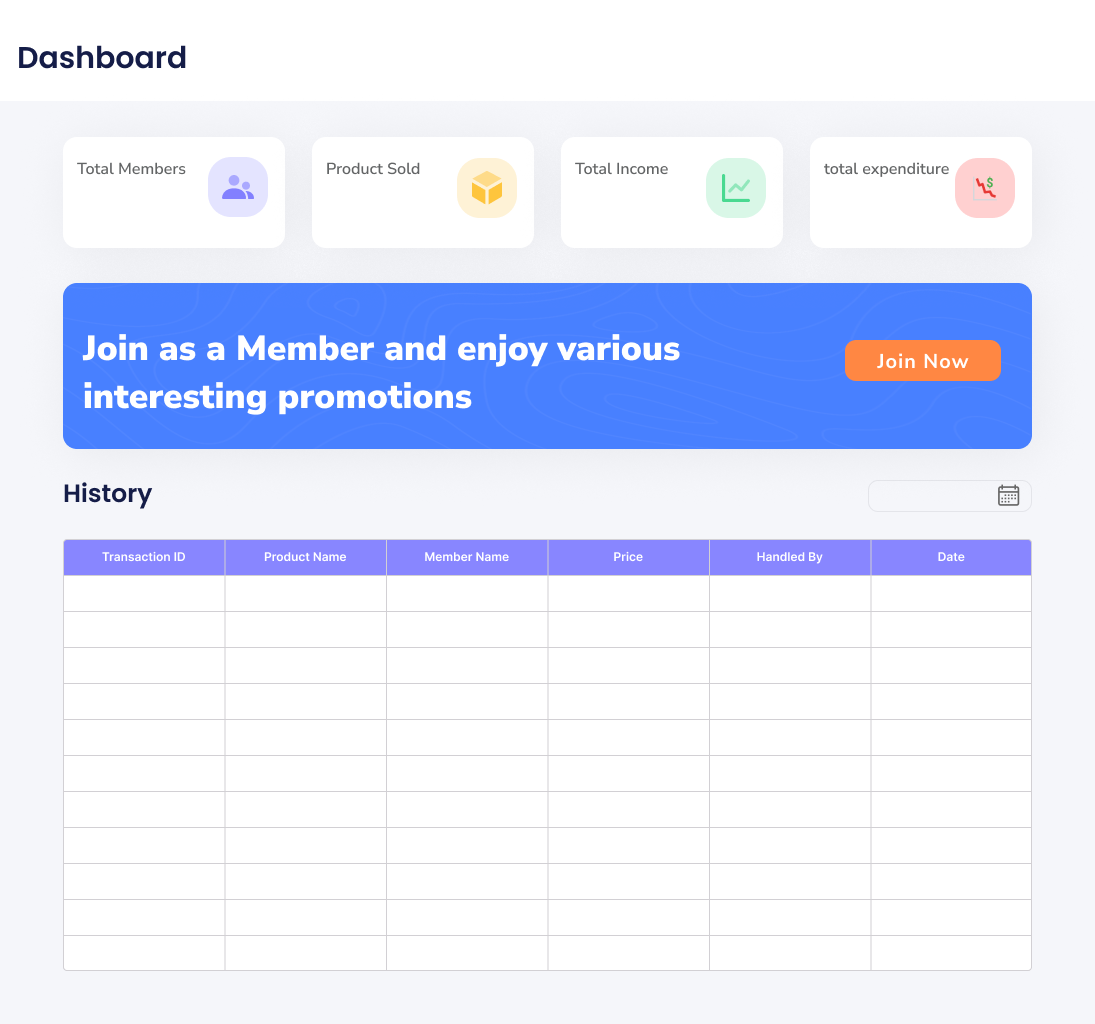 Dashboard
Total Members
Product Sold
Total Income
total expenditure
$
Join as a Member and enjoy various
interesting promotions
Join Now
History
Transaction ID
Product Name
Member Name
Price
Handled By
Date